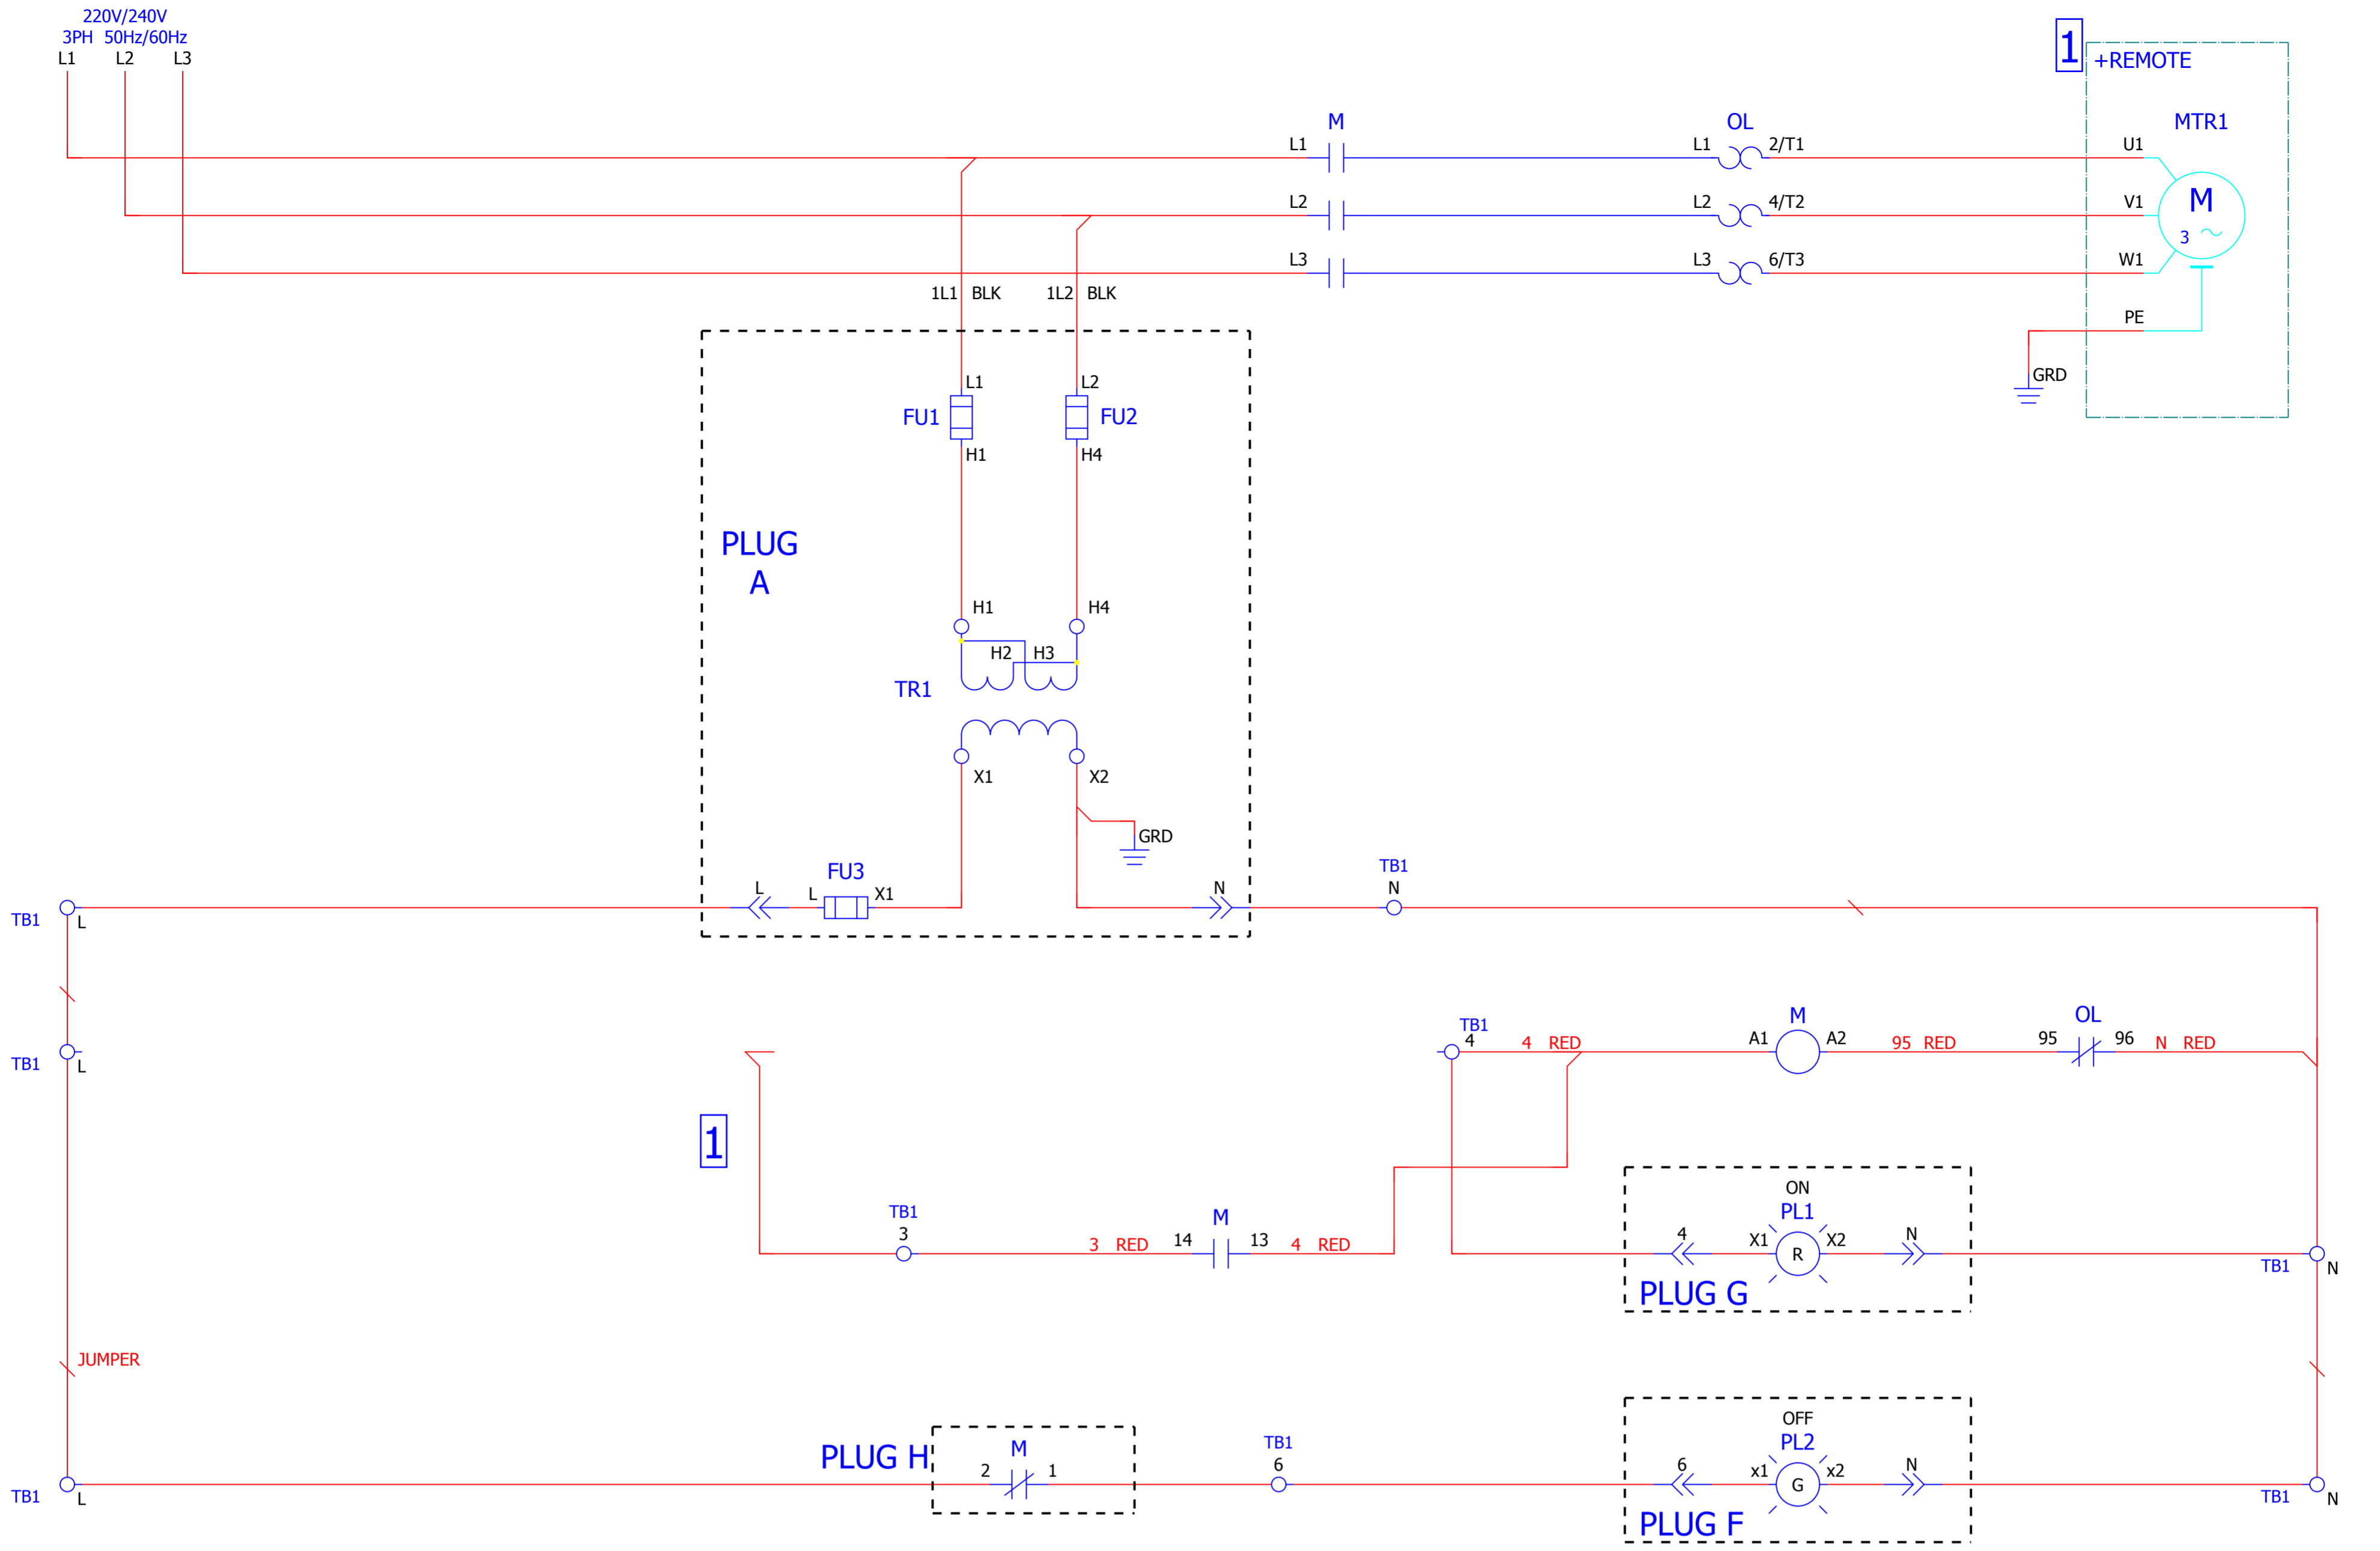 220V/240V
3PH 50Hz/60Hz
L1 L2 L3
1
+REMOTE
M
OL
MTR1
L1
L1
2/T1
U1
L2
L2
4/T2
V1
M
3
L3
L3
6/T3
W1
1L1 BLK
1L2 BLK
PE
GRD
L1
L2
FU1
FU2
H1
H4
PLUG
A
H1
H4
H2 H3
TR1
X1
X2
GRD
FU3
TB1
L
L
X1
N
N
TB1
L
TB1
4
4 RED
M
A1
A2
95 RED
OL
95
96
N RED
TB1
L
1
ON
PL1
TB1
3
3 RED
M
14
13
4 RED
4
X1
R
X2
N
TB1
N
PLUG G
JUMPER
OFF
PL2
PLUG H
M
2
1
TB1
6
6
x1
G
x2
N
TB1
L
TB1
N
PLUG F